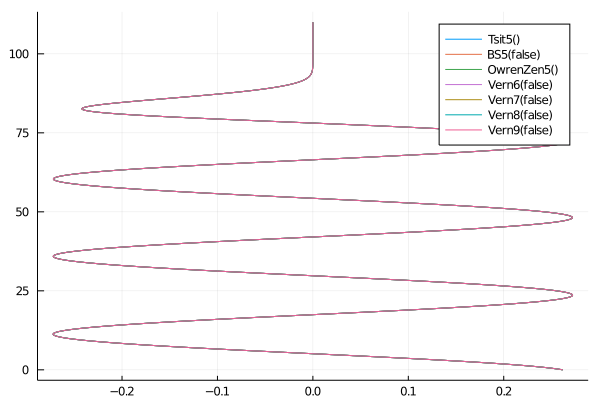 100
75
50
25
0
−0.2
−0.1
0.0
0.1
0.2
Tsit5()
BS5(false)
OwrenZen5()
Vern6(false)
Vern7(false)
Vern8(false)
Vern9(false)